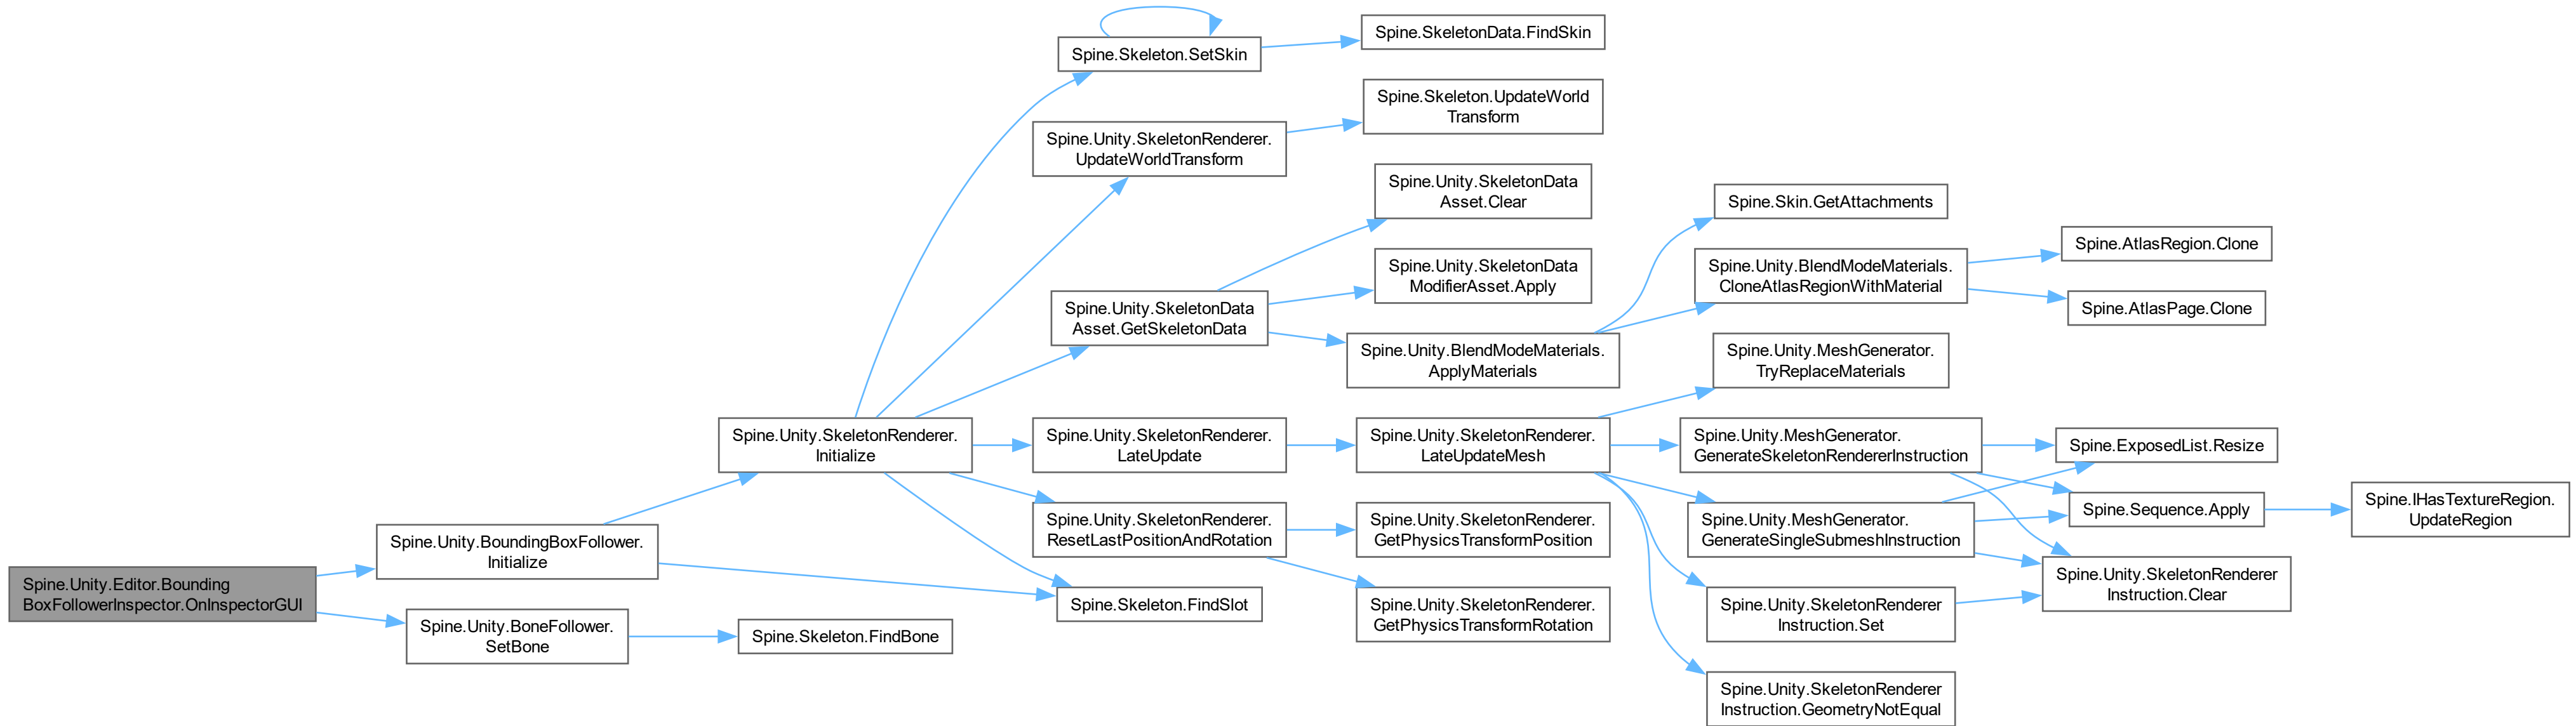 Spine.Unity.Editor.Bounding
BoxFollowerInspector.OnInspectorGUI
Spine.Unity.BoundingBoxFollower.
Initialize
Spine.Unity.BoneFollower.
SetBone
Spine.Unity.SkeletonRenderer.
Initialize
Spine.Skeleton.FindBone
Spine.Skeleton.SetSkin
Spine.Unity.SkeletonRenderer.
UpdateWorldTransform
Spine.Unity.SkeletonData
Asset.GetSkeletonData
Spine.Unity.SkeletonRenderer.
LateUpdate
Spine.Unity.SkeletonRenderer.
ResetLastPositionAndRotation
Spine.Skeleton.FindSlot
Spine.SkeletonData.FindSkin
Spine.Skeleton.UpdateWorld
Transform
Spine.Unity.SkeletonData
Asset.Clear
Spine.Unity.SkeletonData
ModifierAsset.Apply
Spine.Unity.BlendModeMaterials.
ApplyMaterials
Spine.Unity.SkeletonRenderer.
LateUpdateMesh
Spine.Unity.SkeletonRenderer.
GetPhysicsTransformPosition
Spine.Unity.SkeletonRenderer.
GetPhysicsTransformRotation
Spine.Skin.GetAttachments
Spine.Unity.BlendModeMaterials.
CloneAtlasRegionWithMaterial
Spine.Unity.MeshGenerator.
TryReplaceMaterials
Spine.Unity.MeshGenerator.
GenerateSkeletonRendererInstruction
Spine.Unity.MeshGenerator.
GenerateSingleSubmeshInstruction
Spine.Unity.SkeletonRenderer
Instruction.Set
Spine.Unity.SkeletonRenderer
Instruction.GeometryNotEqual
Spine.AtlasRegion.Clone
Spine.AtlasPage.Clone
Spine.ExposedList.Resize
Spine.Sequence.Apply
Spine.Unity.SkeletonRenderer
Instruction.Clear
Spine.IHasTextureRegion.
UpdateRegion